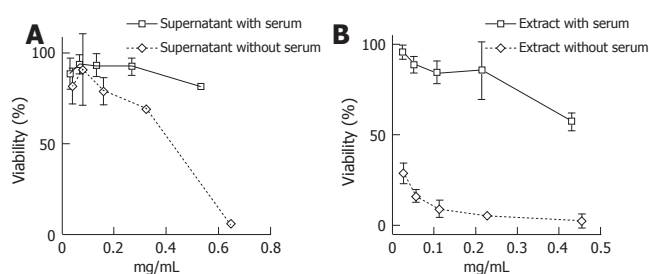 A
Supernatant with serum
Supernatant without serum
Viability (%)
100
50
0
0 0.2 0.4 0.6 0.8
mg/mL
B
Extract with serum
Extract without serum
Viability (%)
100
50
0
0 0.1 0.2 0.3 0.4 0.5
mg/mL